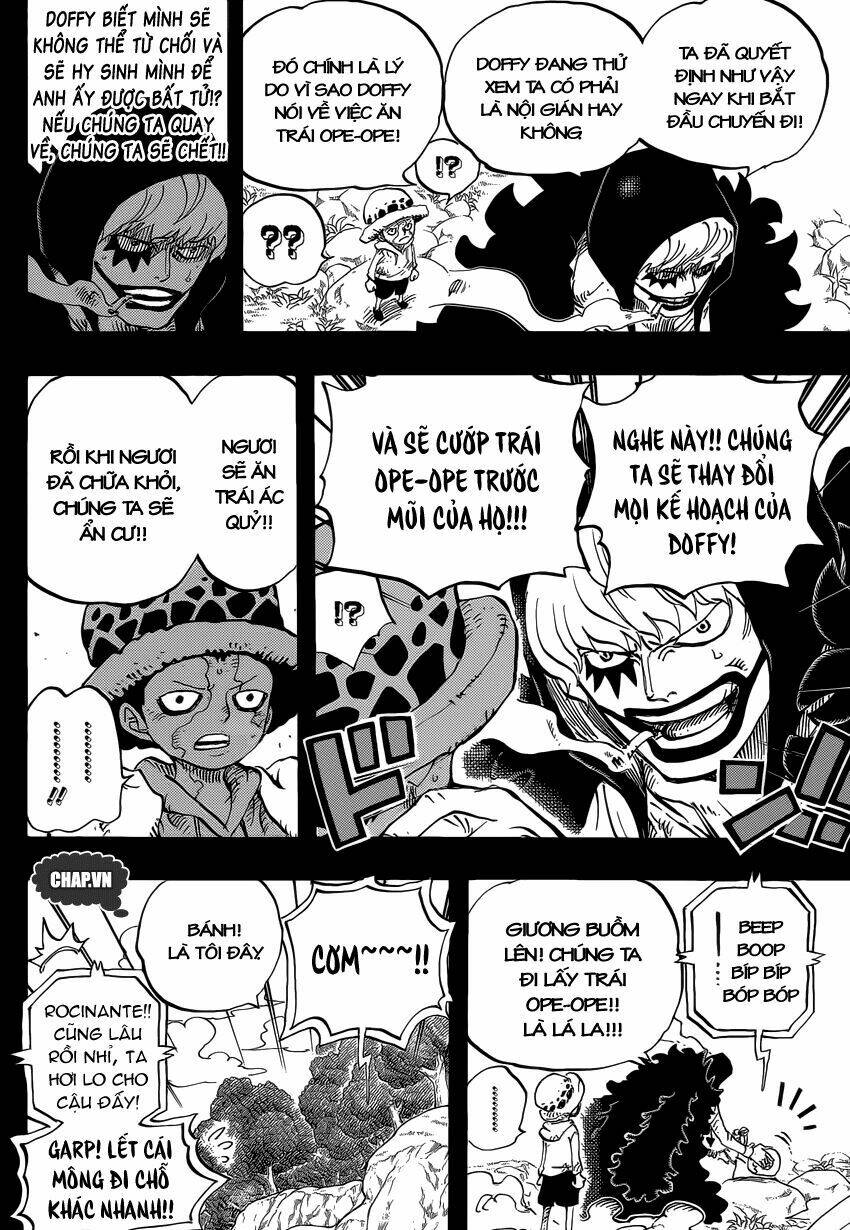 TA ĐÃ QUYẾT
ĐỊNH NHƯ VẬY
NGAY KHI BẮT
ĐẦU CHUYẾN ĐI!
DOFFY ĐANG THỬ
XEM TA CÓ PHẢI
LÀ NỘI GIÁN HAY
KHÔNG.
ĐÓ CHÍNH LÀ LÝ
DO VÌ SAO DOFFY
NÓI VỀ VIỆC ĂN
TRÁI OPE-OPE!
!?
??
DOFFY BIẾT MÌNH SẼ
KHÔNG THỂ TỪ CHỐI VÀ
SẼ HY SINH MÌNH ĐỂ
ANH ẤY ĐƯỢC BẤT TỬ!?
NẾU CHÚNG TA QUAY
VỀ, CHÚNG TA SẼ CHẾT!!
NGHE NÀY!! CHÚNG
TA SẼ THAY ĐỔI
MỌI KẾ HOẠCH CỦA
DOFFY!
VÀ SẼ CƯỚP TRÁI
OPE-OPE TRƯỚC
MŨI CỦA HỌ!!!
!?
ドン!!
NGƯƠI
SẼ ĂN
TRÁI ÁC
QUỶ!!
RỒI KHI NGƯƠI
ĐÃ CHỮA KHỎI,
CHÚNG TA SẼ
ẨN CƯ!!
..........!!
BEEP
BOOP
BÍP BÍP
BÓP BÓP
!...
GIƯƠNG BUỒM
LÊN! CHÚNG TA
ĐI LẤY TRÁI
OPE-OPE!!
LÀ LÁ LA!!!
........
CƠM~~~!!
BÁNH!
LÀ TÔI ĐÂY.
CHAP.VN
ROCINANTE!!
CŨNG LÂU
RỒI NHỈ, TA
HƠI LO CHO
CẬU ĐẤY!
GARP! LẾT CÁI
MÔNG ĐI CHỖ
KHÁC NHANH!!